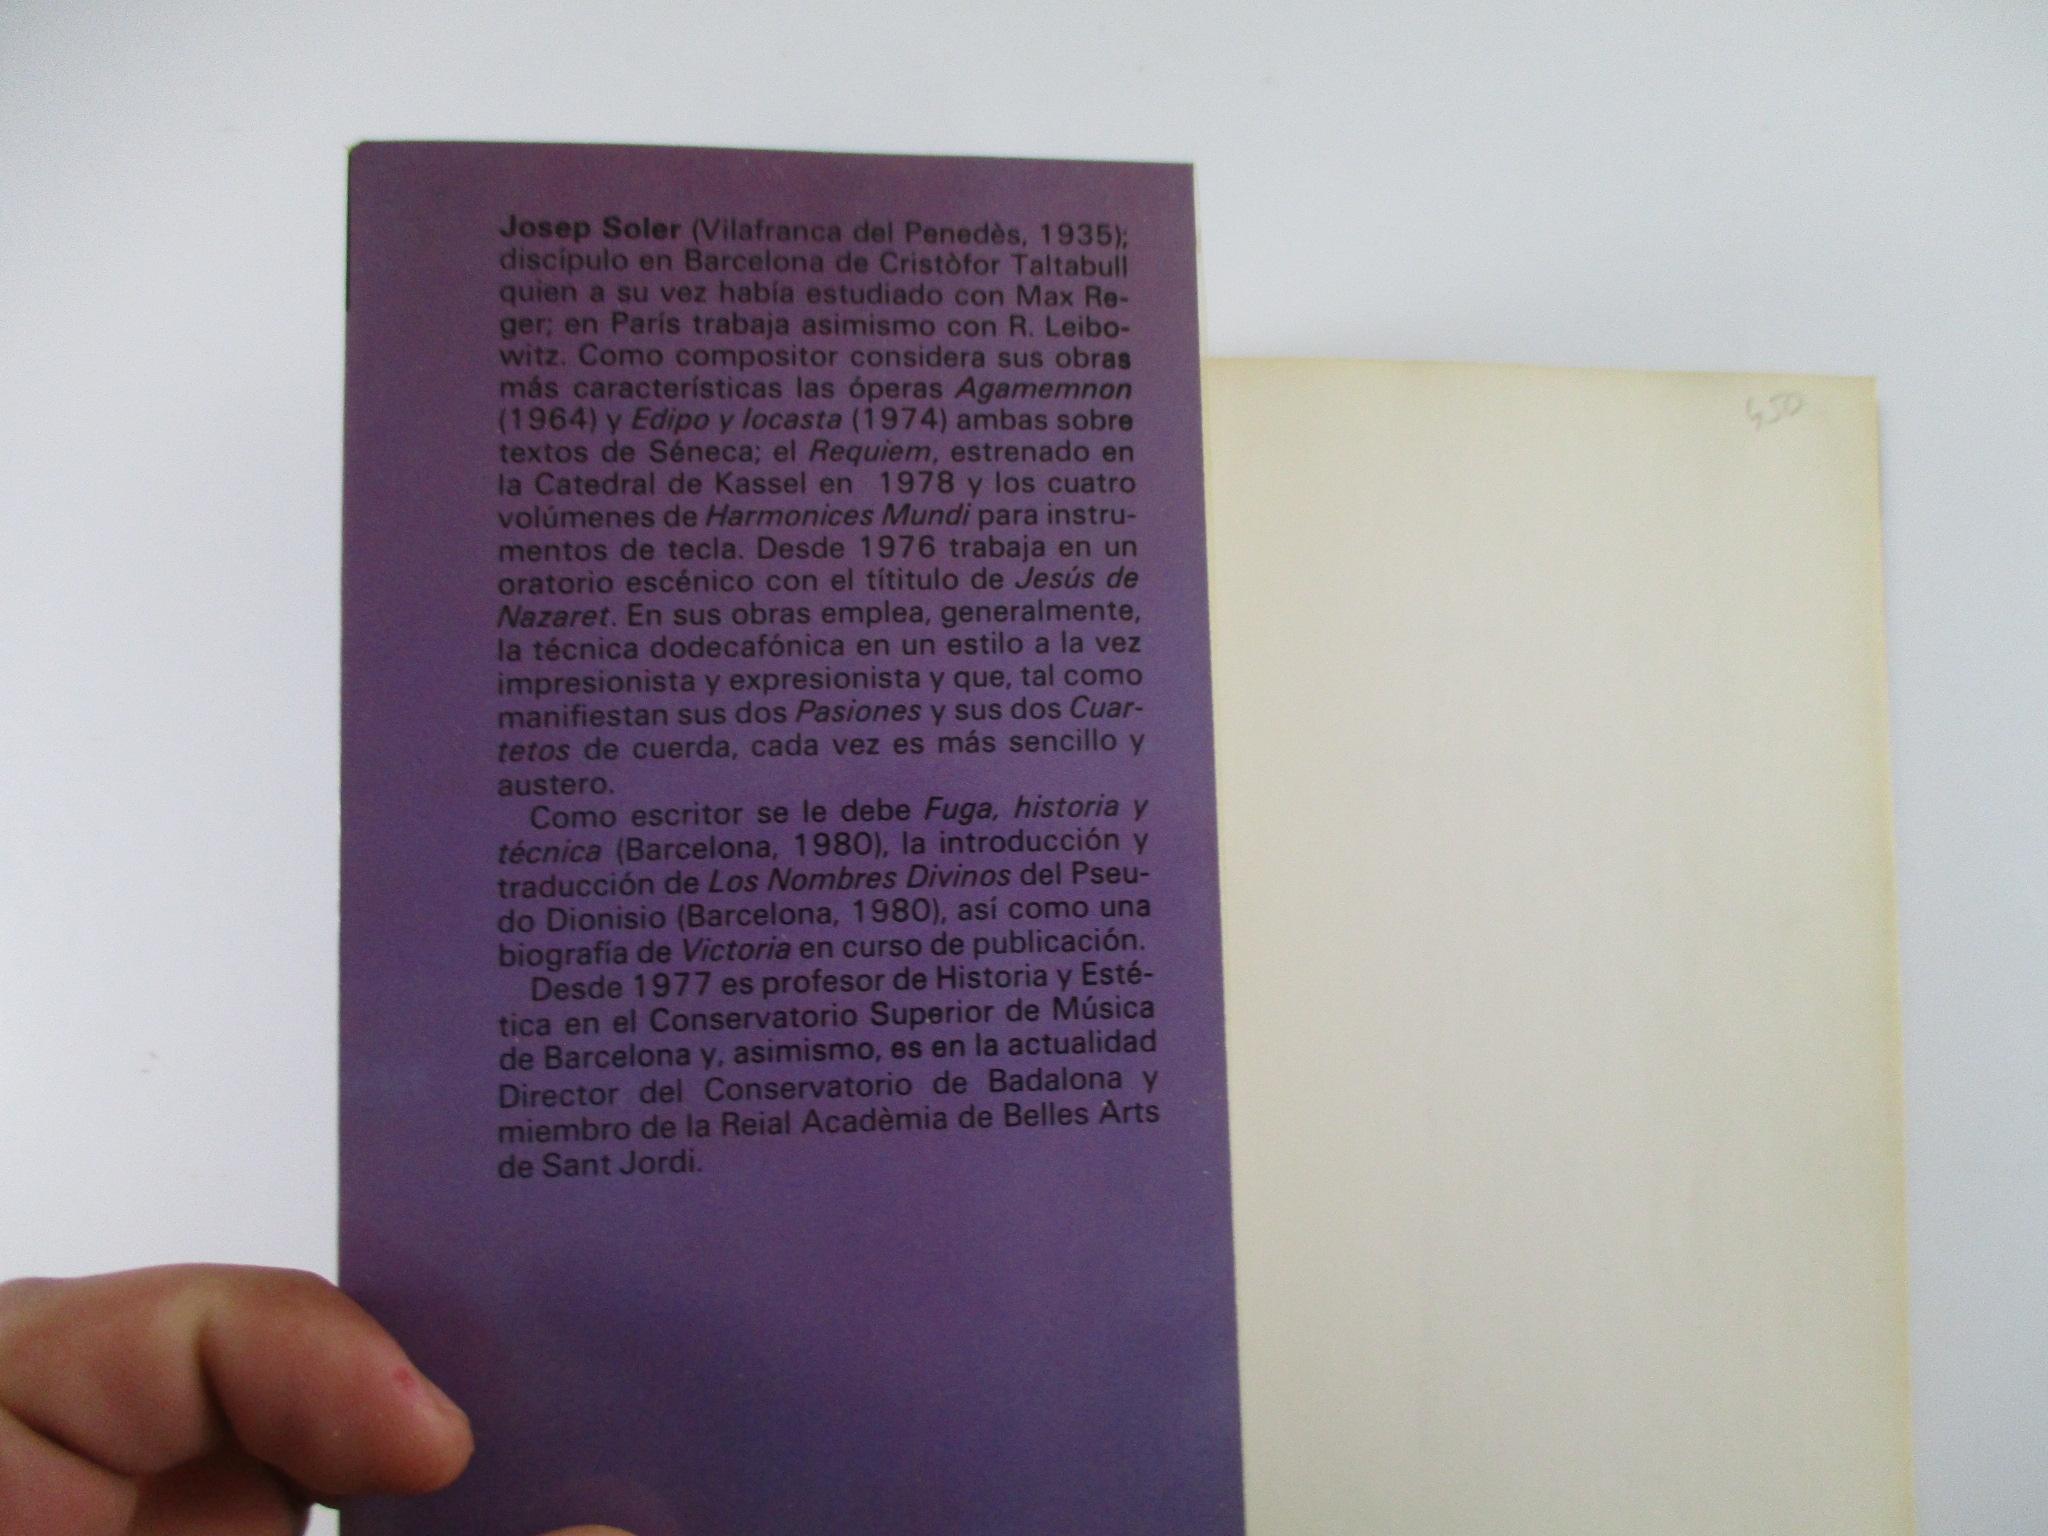 Josep Soler (Vilafranca del Penedès, 1935);
discípulo en Barcelona de Cristòfor Taltabull
quien a su vez había estudiado con Max Re-
ger; en París trabaja asimismo con R. Leibo-
witz. Como compositor considera sus obras
más características las óperas Agamemnon
(1964) y Edipo y Iocasta (1974) ambas sobre
textos de Séneca; el Requiem, estrenado en
la Catedral de Kassel en 1978 y los cuatro
volúmenes de Harmonices Mundi para instru-
mentos de tecla. Desde 1976 trabaja en un
oratorio escénico con el títitulo de Jesús de
Nazaret. En sus obras emplea, generalmente,
la técnica dodecafónica en un estilo a la vez
impresionista y expresionista y que, tal como
manifiestan sus dos Pasiones y sus dos Cuar-
tetos de cuerda, cada vez es más sencillo y
austero.
Como escritor se le debe Fuga, historia y
técnica (Barcelona, 1980), la introducción y
traducción de Los Nombres Divinos del Pseu-
do Dionisio (Barcelona, 1980), así como una
biografía de Victoria en curso de publicación.
Desde 1977 es profesor de Historia y Esté-
tica en el Conservatorio Superior de Música
de Barcelona y, asimismo, es en la actualidad
Director del Conservatorio de Badalona y
miembro de la Reial Acadèmia de Belles Arts
de Sant Jordi.